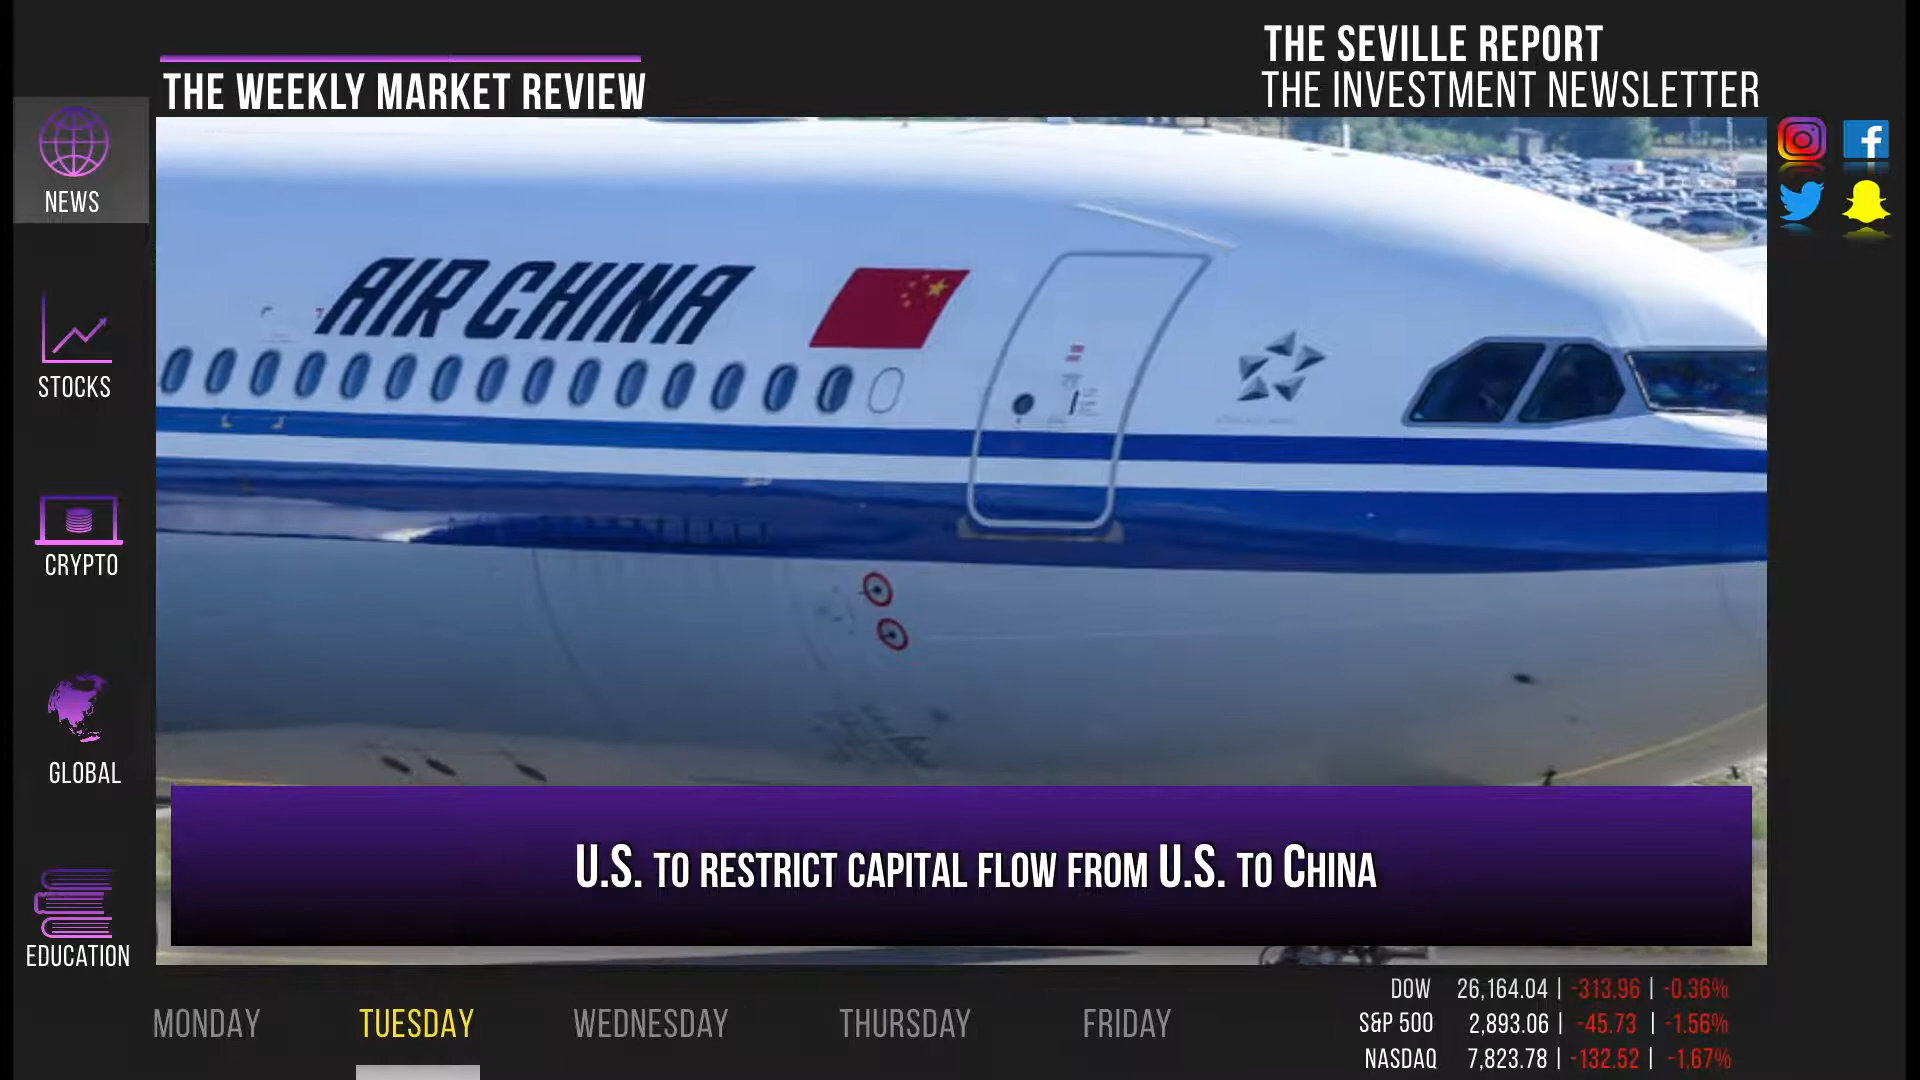 THE SEVILLE REPORT
THE INVESTMENT NEWSLETTER
THE WEEKLY MARKET REVIEW
NEWS
STOCKS
CRYPTO
GLOBAL
EDUCATION
AIR CHINA
U.S. TO RESTRICT CAPITAL FLOW FROM U.S. TO CHINA
MONDAY
TUESDAY
WEDNESDAY
THURSDAY
FRIDAY
DOW 26,164.04 | -313.96 | -0.36%
S&P 500 2,893.06 | -45.73 | -1.56%
NASDAQ 7,823.78 | -132.52 | -1.67%